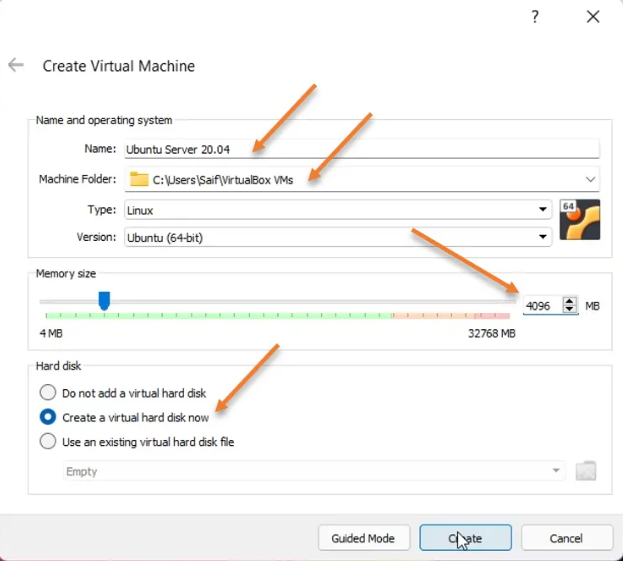 ?
Create Virtual Machine
Name and operating system
Name: Ubuntu Server 20.04
Machine Folder: C:\Users\Saif\VirtualBox VMs
Type: Linux
64
Version: Ubuntu (64-bit)
Memory size
4096 MB
4 MB 32768 MB
Hard disk
Do not add a virtual hard disk
Create a virtual hard disk now
Use an existing virtual hard disk file
Empty
Guided Mode Create Cancel